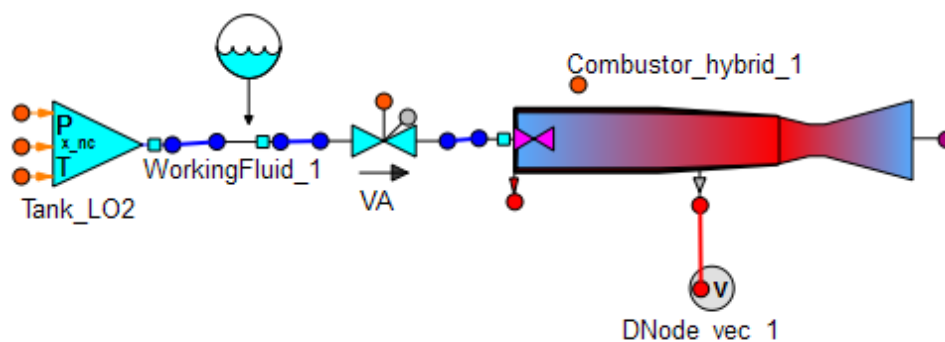 Combustor_hybrid_1
P
x_nc
T
WorkingFluid_1
VA
Tank_LO2
V
DNode_vec_1